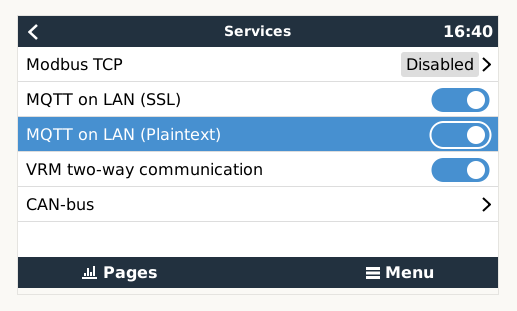 Services 16:40
Modbus TCP Disabled
MQTT on LAN (SSL)
MQTT on LAN (Plaintext)
VRM two-way communication
CAN-bus
Pages Menu